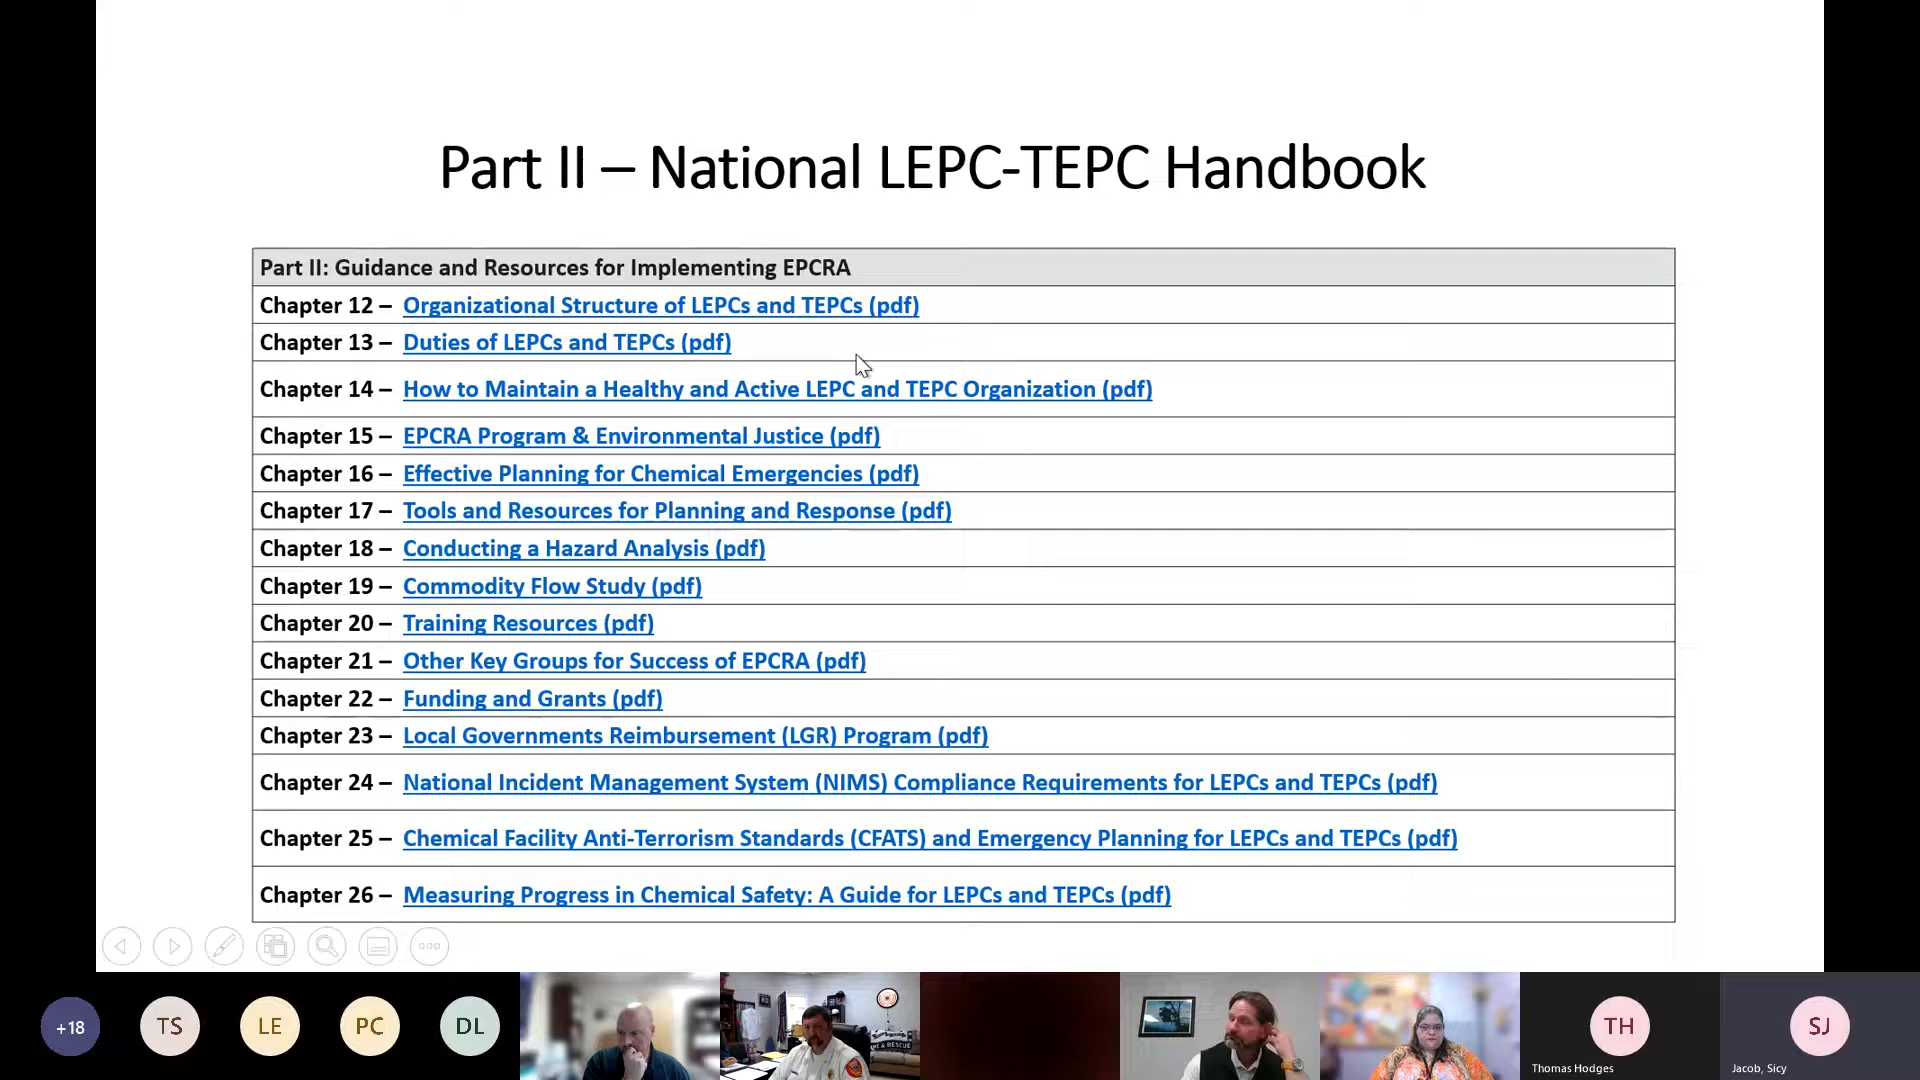 Part II – National LEPC-TEPC Handbook
Part II: Guidance and Resources for Implementing EPCRA
Chapter 12 – Organizational Structure of LEPCs and TEPCs (pdf)
Chapter 13 – Duties of LEPCs and TEPCs (pdf)
Chapter 14 – How to Maintain a Healthy and Active LEPC and TEPC Organization (pdf)
Chapter 15 – EPCRA Program & Environmental Justice (pdf)
Chapter 16 – Effective Planning for Chemical Emergencies (pdf)
Chapter 17 – Tools and Resources for Planning and Response (pdf)
Chapter 18 – Conducting a Hazard Analysis (pdf)
Chapter 19 – Commodity Flow Study (pdf)
Chapter 20 – Training Resources (pdf)
Chapter 21 – Other Key Groups for Success of EPCRA (pdf)
Chapter 22 – Funding and Grants (pdf)
Chapter 23 – Local Governments Reimbursement (LGR) Program (pdf)
Chapter 24 – National Incident Management System (NIMS) Compliance Requirements for LEPCs and TEPCs (pdf)
Chapter 25 – Chemical Facility Anti-Terrorism Standards (CFATS) and Emergency Planning for LEPCs and TEPCs (pdf)
Chapter 26 – Measuring Progress in Chemical Safety: A Guide for LEPCs and TEPCs (pdf)
+18
TS
LE
PC
DL
& RESCUE
TH
SJ
Thomas Hodges
Jacob, Sicy